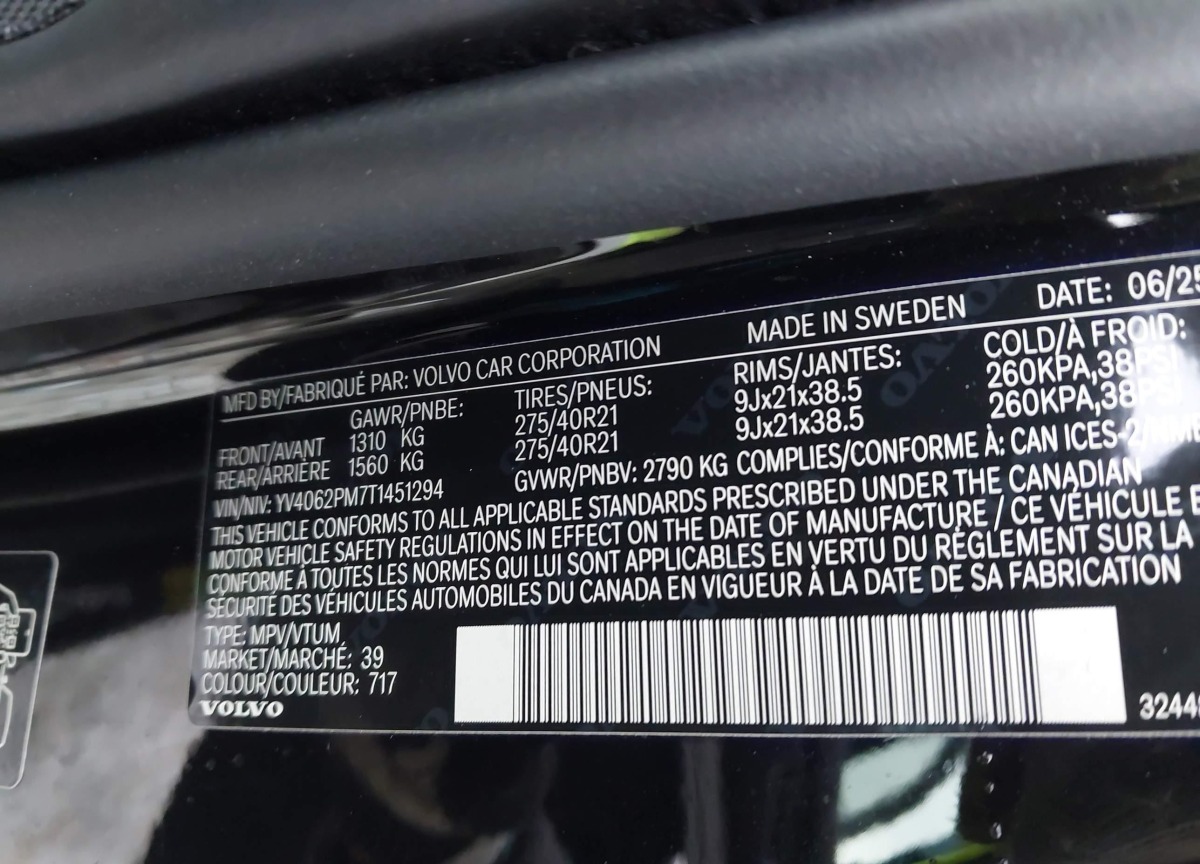 MFD BY/FABRIQUÉ PAR: VOLVO CAR CORPORATION MADE IN SWEDEN DATE: 06/25
GAWR/PNBE: TIRES/PNEUS: RIMS/JANTES: COLD/À FROID:
FRONT/AVANT 1310 KG 275/40R21 9Jx21x38.5 260KPA,38PSI
REAR/ARRIÈRE 1560 KG 275/40R21 9Jx21x38.5 260KPA,38PSI
VIN/NIV: YV4062PM7T1451294 GVWR/PNBV: 2790 KG COMPLIES/CONFORME À: CAN ICES-2/NMB
THIS VEHICLE CONFORMS TO ALL APPLICABLE STANDARDS PRESCRIBED UNDER THE CANADIAN
MOTOR VEHICLE SAFETY REGULATIONS IN EFFECT ON THE DATE OF MANUFACTURE / CE VÉHICULE E
CONFORME À TOUTES LES NORMES QUI LUI SONT APPLICABLES EN VERTU DU RÈGLEMENT SUR LA
SÉCURITÉ DES VÉHICULES AUTOMOBILES DU CANADA EN VIGUEUR À LA DATE DE SA FABRICATION
TYPE: MPV/VTUM
MARKET/MARCHÉ: 39
COLOUR/COULEUR: 717
VOLVO